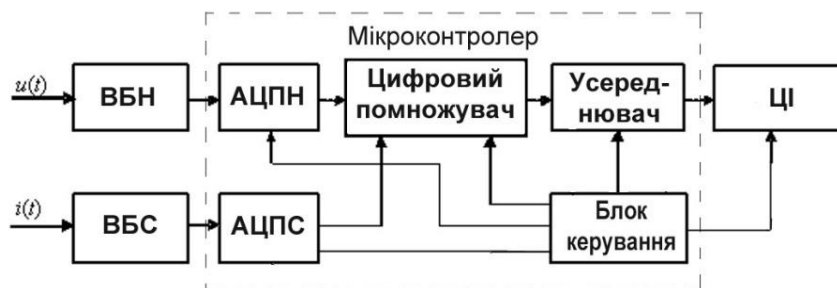 Мікроконтролер
u(t)
ВБН
АЦПН
Цифровий
помножувач
Усеред-
нювач
ЦІ
i(t)
ВБС
АЦПС
Блок
керування